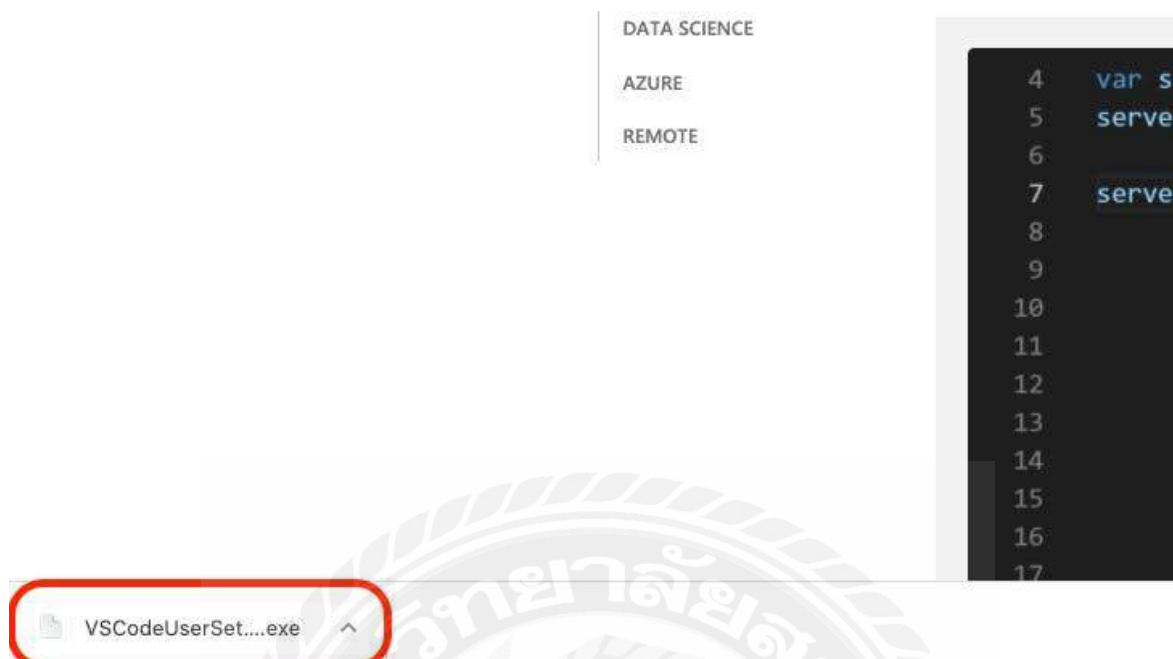 DATA SCIENCE
AZURE
REMOTE
4 var s
5 serve
6
7 serve
8
9
10
11
12
13
14
15
16
17
VSCodeUserSet....exe